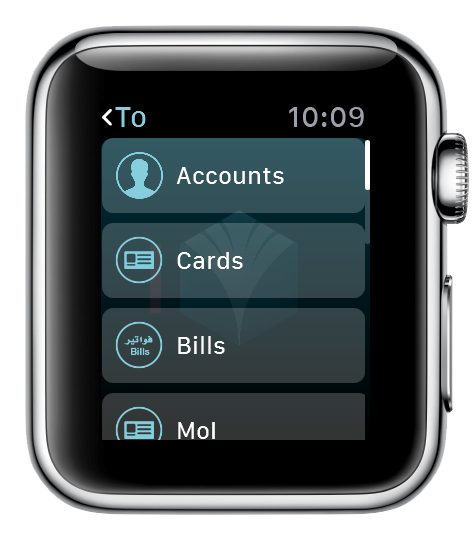 <To
10:09
Accounts
Cards
فواتير
Bills
Bills
MoI